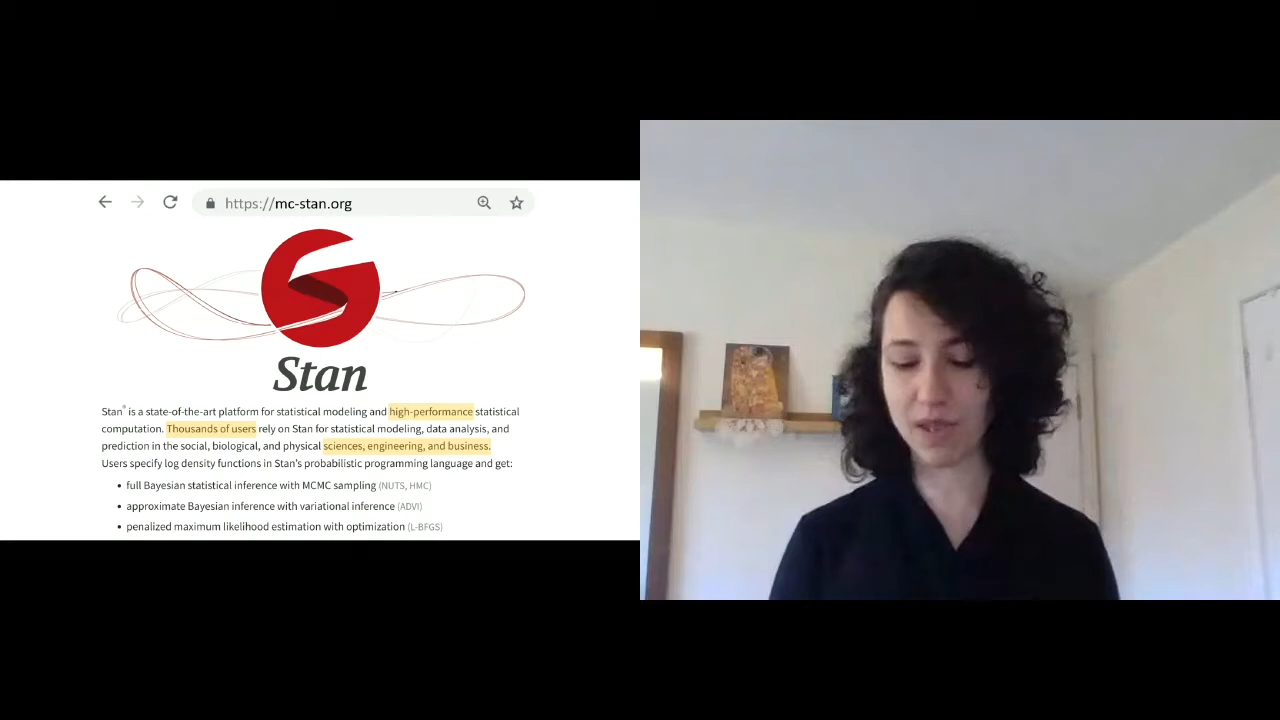 https://mc-stan.org
Stan
Stan® is a state-of-the-art platform for statistical modeling and high-performance statistical
computation. Thousands of users rely on Stan for statistical modeling, data analysis, and
prediction in the social, biological, and physical sciences, engineering, and business.
Users specify log density functions in Stan's probabilistic programming language and get:
• full Bayesian statistical inference with MCMC sampling (NUTS, HMC)
• approximate Bayesian inference with variational inference (ADVI)
• penalized maximum likelihood estimation with optimization (L-BFGS)